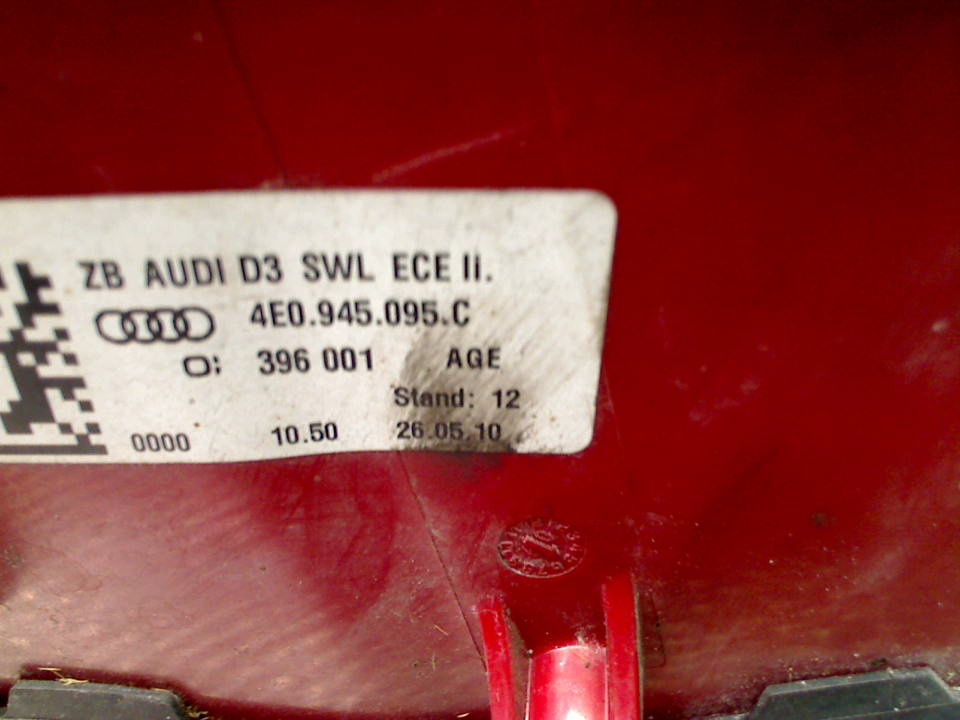 ZB AUDI D3 SWL ECE li.
4E0.945.095.C
O: 396 001 AGE
Stand: 12
0000 10.50 26.05.10